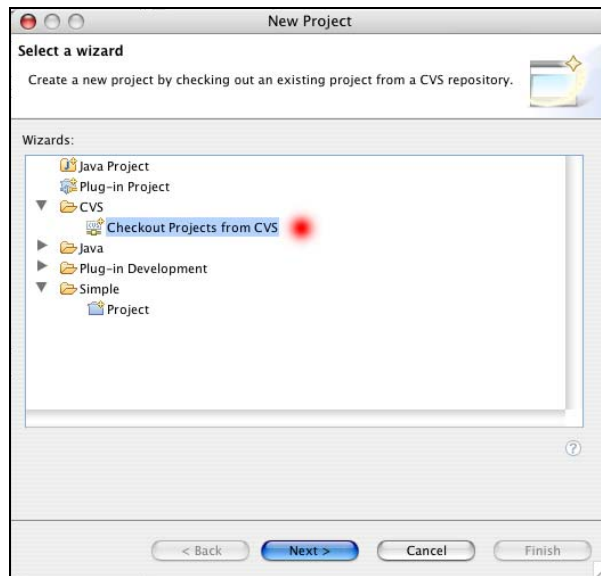 New Project
Select a wizard
Create a new project by checking out an existing project from a CVS repository.
Wizards:
Java Project
Plug-in Project
CVS
Checkout Projects from CVS
Java
Plug-in Development
Simple
Project
?
< Back Next > Cancel Finish